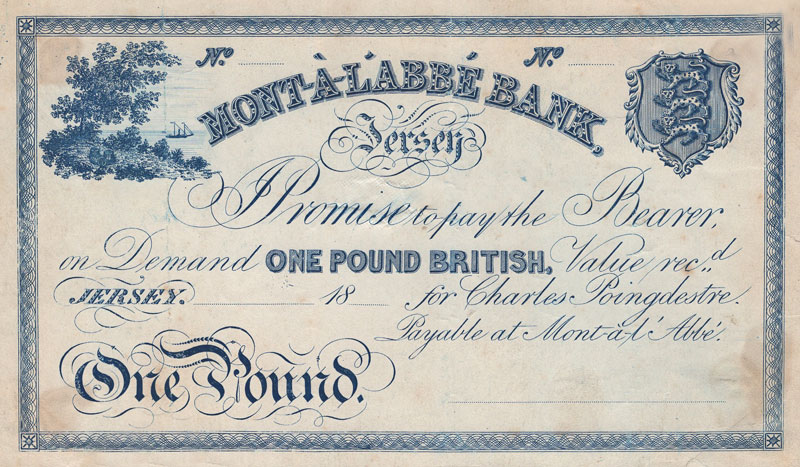 Nº Nº
MONT-À-L'ABBÉ BANK,
Jersey
I Promise to pay the Bearer,
on Demand ONE POUND BRITISH, Value rec.d
JERSEY. 18 for Charles Poingdestre.
Payable at Mont-à-l'Abbé.
One Pound.